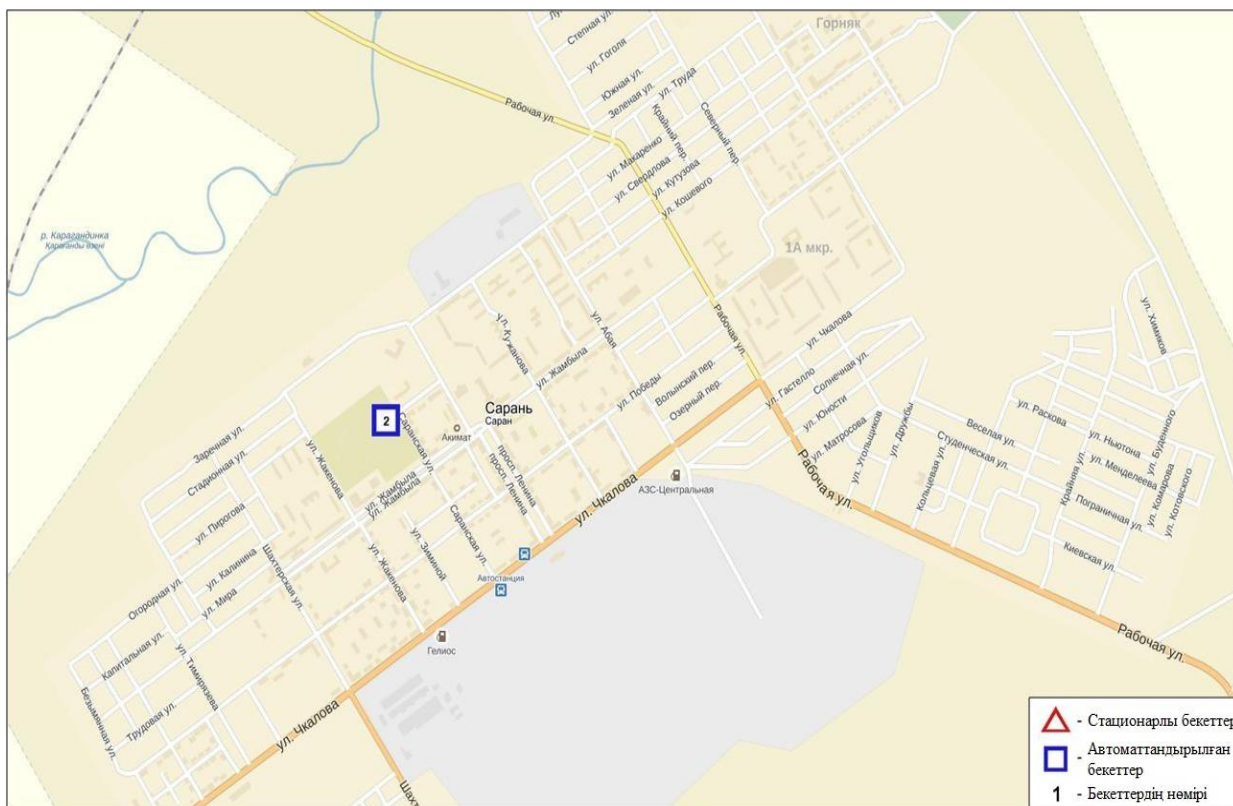 Горняк
Степная ул.
ул. Гоголя
Южная ул.
Зеленая ул.
ул. Труда
Рабочая ул.
Крайний пер.
Северный пер.
ул. Макаренко
ул. Свердлова
ул. Кутузова
ул. Кошевого
р. Карагандинка
Қарағанды өзені
1А мкр.
ул. Химиков
ул. Кужанова
ул. Абая
ул. Жамбыла
Рабочая ул.
ул. Чкалова
ул. Победы
Волынский пер.
Озерный пер.
ул. Гастелло
Солнечная ул.
ул. Юности
ул. Матросова
ул. Угольщиков
ул. Дружбы
Сарань
Саран
Акимат
2
Саранская ул.
Заречная ул.
Стадионная ул.
ул. Жакенова
ул. Пирогова
ул. Жамбыла
ул. Жамбыла
просп. Ленина
просп. Ленина
ул. Чкалова
АЗС-Центральная
Рабочая ул.
Кольцевая ул.
Веселая ул.
Студенческая ул.
ул. Раскова
ул. Ньютона
ул. Менделеева
ул. Буденного
Крайняя ул.
Пограничная ул.
ул. Комарова
ул. Котовского
Киевская ул.
Рабочая ул.
Саранская ул.
ул. Зиминой
ул. Жакенова
Шахтерская ул.
Автостанция
Гелиос
Огородная ул.
ул. Калинина
ул. Мира
Капитальная ул.
ул. Тимирязева
Безымянная ул.
Трудовая ул.
ул. Чкалова
- Стационарлы бекеттер
- Автоматтандырылған
бекеттер
1 - Бекеттердің нөмірі